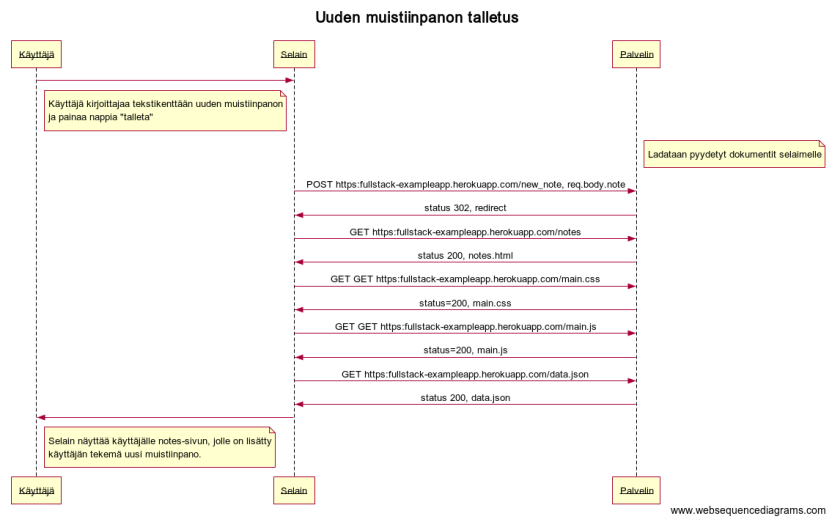 Uuden muistiinpanon talletus
Käyttäjä
Selain
Palvelin
Käyttäjä kirjoittajaa tekstikenttään uuden muistiinpanon
ja painaa nappia "talleta"
Ladataan pyydetyt dokumentit selaimelle
POST https:fullstack-exampleapp.herokuapp.com/new_note, req.body.note
status 302, redirect
GET https:fullstack-exampleapp.herokuapp.com/notes
status 200, notes.html
GET GET https:fullstack-exampleapp.herokuapp.com/main.css
status=200, main.css
GET GET https:fullstack-exampleapp.herokuapp.com/main.js
status=200, main.js
GET https:fullstack-exampleapp.herokuapp.com/data.json
status 200, data.json
Selain näyttää käyttäjälle notes-sivun, jolle on lisätty
käyttäjän tekemä uusi muistiinpano.
Käyttäjä
Selain
Palvelin
www.websequencediagrams.com